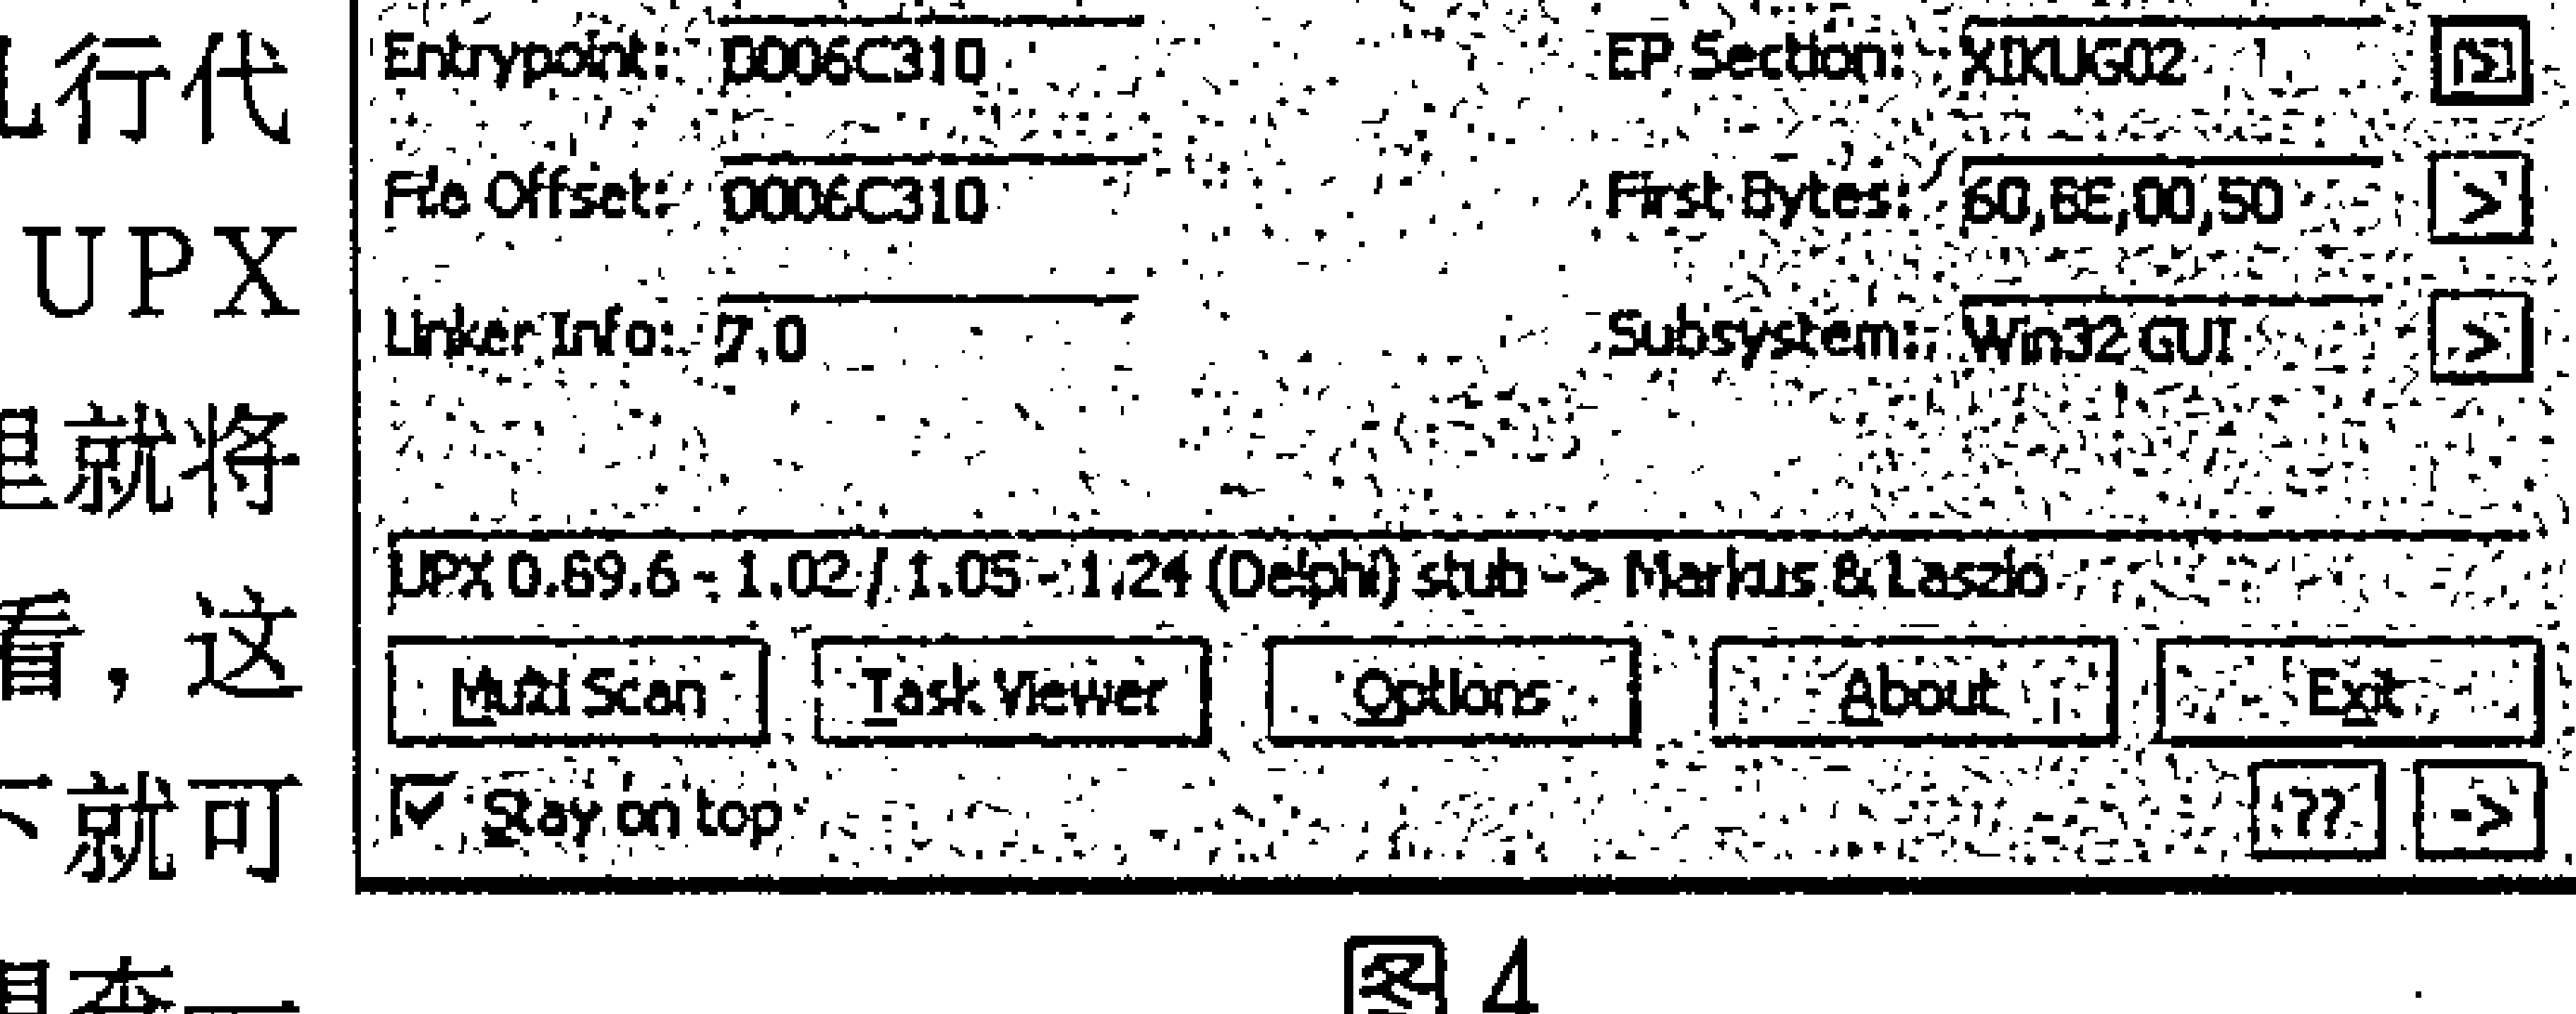 行代
UPX
就将
看，这
就可
Entrypoint: 0006C310 EP Section: XIXUG02 >
File Offset: 0006C310 First Bytes: 60,BE,00,50 >
Linker Info: 7.0 Subsystem: Win32 GUI >
UPX 0.89.6 - 1.02 / 1.05 - 1.24 (Delphi) stub -> Markus & Laszlo
Multi Scan Task Viewer Options About Exit
Stay on top ?? ->
图 4